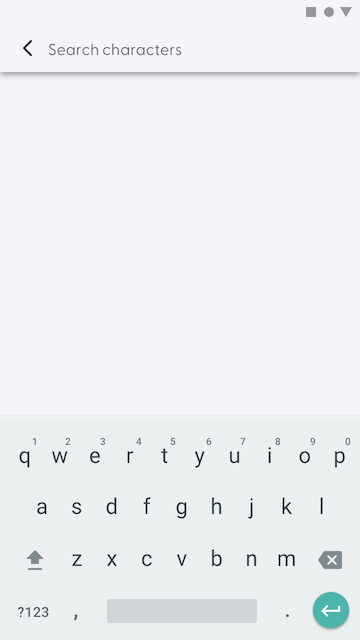 Search characters
1 2 3 4 5 6 7 8 9 0
q w e r t y u i o p
a s d f g h j k l
z x c v b n m
?123 , .